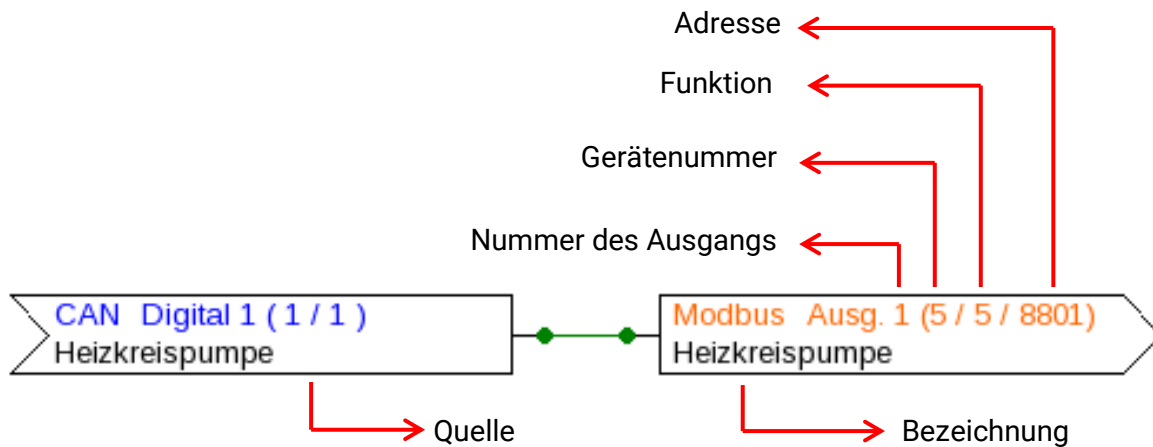 Adresse
Funktion
Gerätenummer
Nummer des Ausgangs
CAN Digital 1 ( 1 / 1 )
Heizkreispumpe
Modbus Ausg. 1 (5 / 5 / 8801)
Heizkreispumpe
Quelle
Bezeichnung